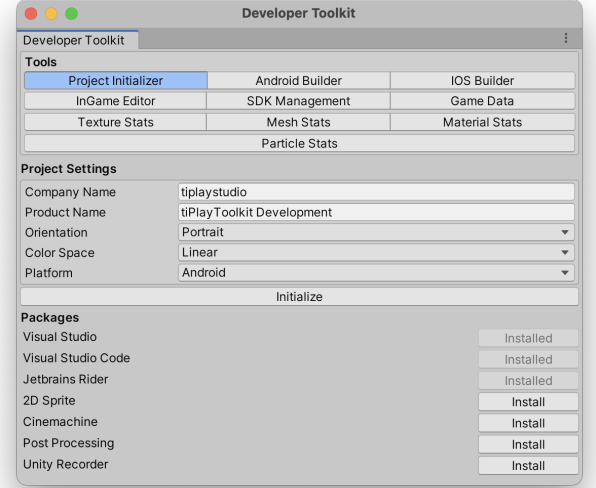 Developer Toolkit
Developer Toolkit
Tools
Project Initializer Android Builder IOS Builder
InGame Editor SDK Management Game Data
Texture Stats Mesh Stats Material Stats
Particle Stats
Project Settings
Company Name tiplaystudio
Product Name tiPlayToolkit Development
Orientation Portrait
Color Space Linear
Platform Android
Initialize
Packages
Visual Studio Installed
Visual Studio Code Installed
Jetbrains Rider Installed
2D Sprite Install
Cinemachine Install
Post Processing Install
Unity Recorder Install